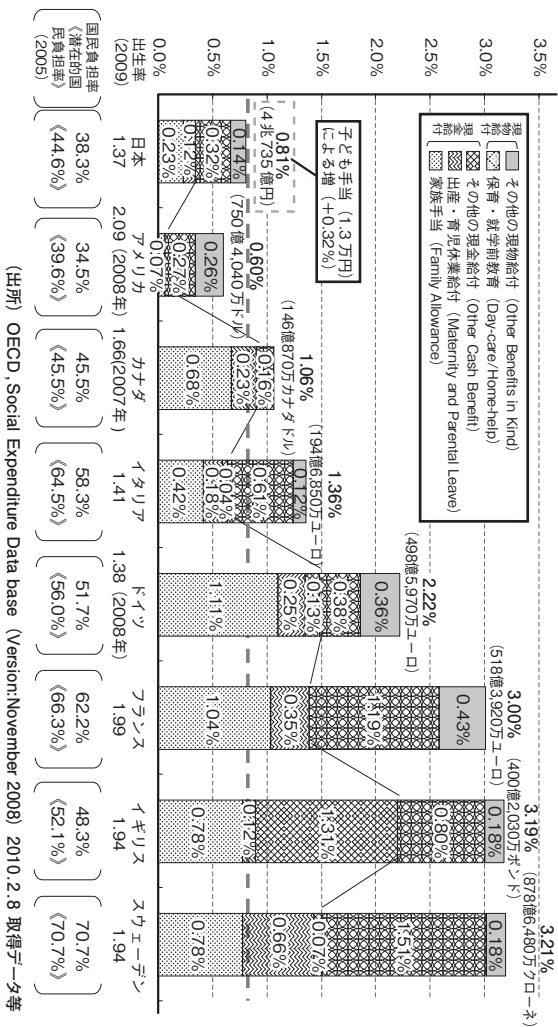 3.5%
3.0%
2.5%
2.0%
1.5%
1.0%
0.5%
0.0%
現物給付
その他の現物給付 (Other Benefits in Kind)
保育・就学前教育 (Day-care/Home-help)
現金給付
その他の現金給付 (Other Cash Benefit)
出産・育児休業給付 (Maternity and Parental Leave)
家族手当 (Family Allowance)
子ども手当 (1.3 万円)
による増 (+0.32%)
0.81%
(4 兆 735 億円)
0.14%
0.32%
0.12%
0.23%
0.60%
(750億4,040万ドル)
0.26%
0.27%
0.07%
1.06%
(146億870万カナダドル)
0.16%
0.23%
0.68%
1.36%
(194億6,850万ユーロ)
0.12%
0.61%
0.04%
0.18%
0.42%
2.22%
(498億5,970万ユーロ)
0.36%
0.38%
0.13%
0.25%
1.11%
3.00%
(518億3,920万ユーロ)
0.43%
1.19%
0.35%
1.04%
3.19%
(400億2,030万ポンド)
0.18%
0.80%
1.31%
0.12%
0.78%
3.21%
(878億6,480万クローネ)
0.18%
1.51%
0.07%
0.66%
0.78%
日本 アメリカ カナダ イタリア ドイツ フランス イギリス スウェーデン
出生率
(2009)
1.37 2.09 (2008年) 1.66(2007年) 1.41 1.38 (2008年) 1.99 1.94 1.94
国民負担率
《潜在的国
民負担率》
(2005)
38.3% 34.5% 45.5% 58.3% 51.7% 62.2% 48.3% 70.7%
《44.6%》 《39.6%》 《45.5%》 《64.5%》 《56.0%》 《66.3%》 《52.1%》 《70.7%》
(出所) OECD , Social Expenditure Data base (Version:November 2008) 2010.2.8 取得データ等